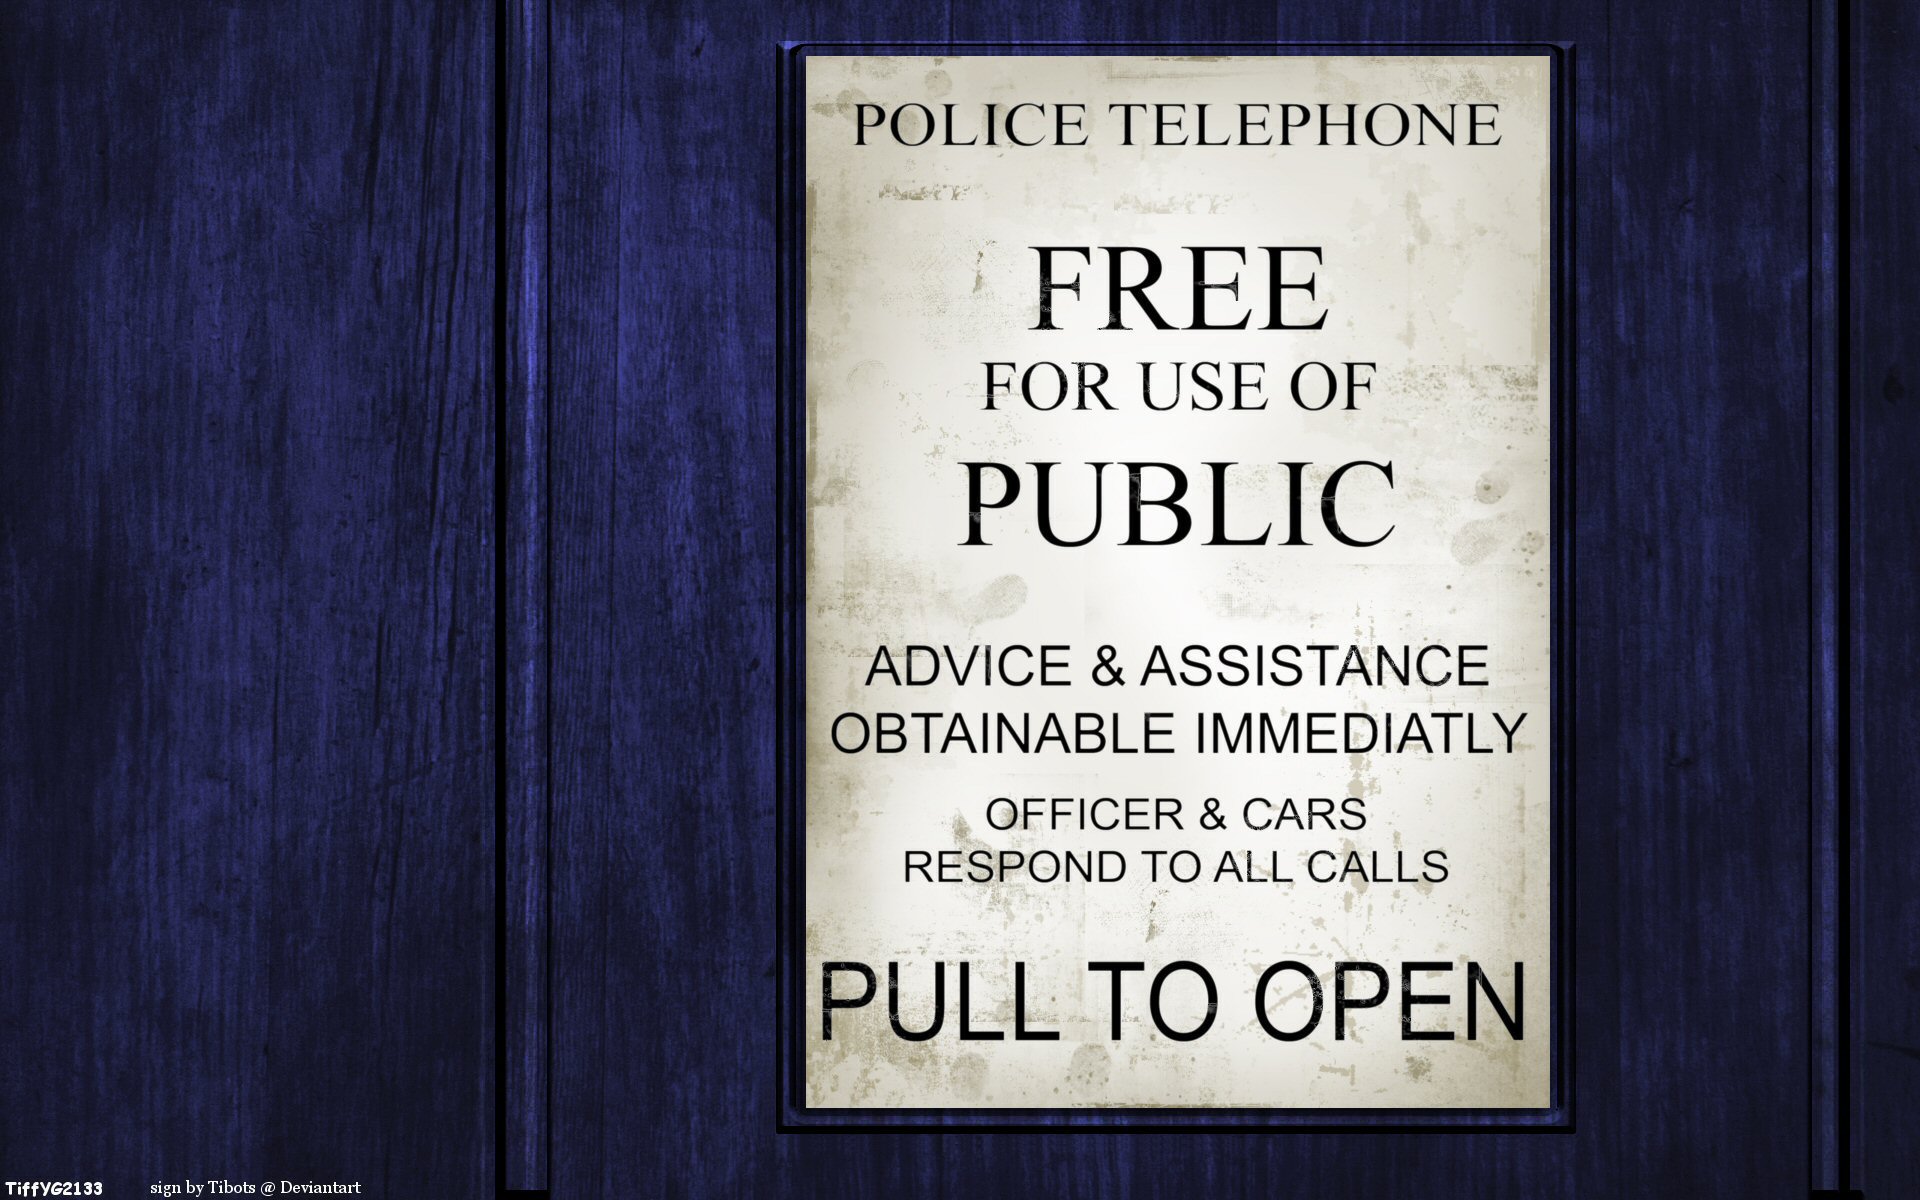 POLICE TELEPHONE
FREE
FOR USE OF
PUBLIC
ADVICE & ASSISTANCE
OBTAINABLE IMMEDIATLY
OFFICER & CARS
RESPOND TO ALL CALLS
PULL TO OPEN
TiffYG2133
sign by Tibots @ Deviantart